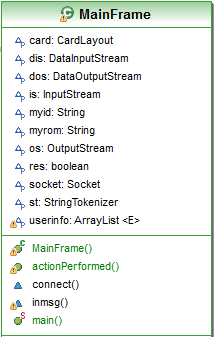 MainFrame
card: CardLayout
dis: DataInputStream
dos: DataOutputStream
is: InputStream
myid: String
myrom: String
os: OutputStream
res: boolean
socket: Socket
st: StringTokenizer
userinfo: ArrayList <E>
MainFrame()
actionPerformed()
connect()
inmsg()
main()